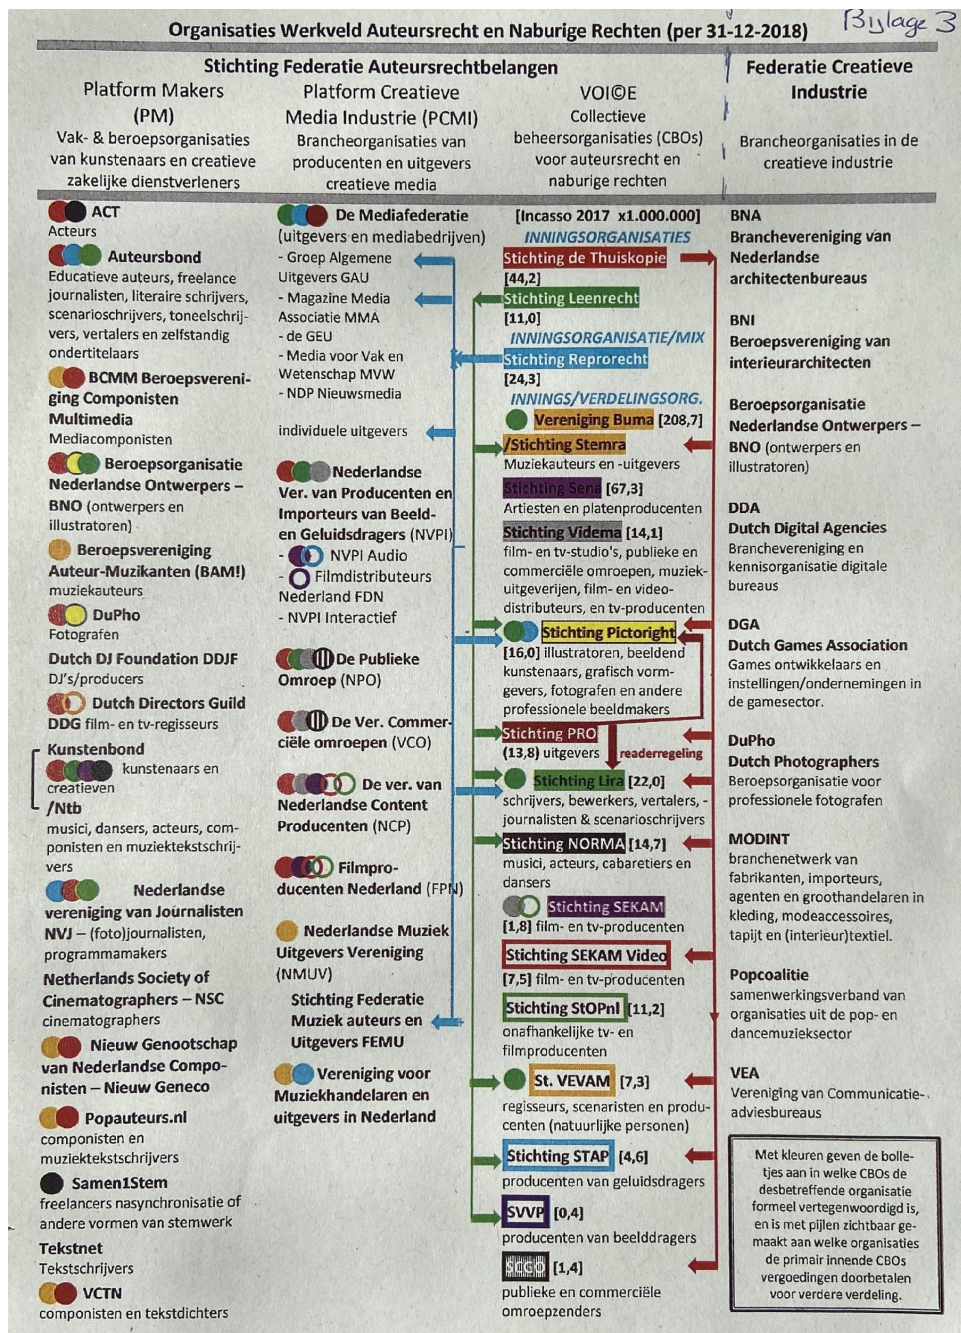 Bijlage 3
Organisaties Werkveld Auteursrecht en Naburige Rechten (per 31-12-2018)
Stichting Federatie Auteursrechtbelangen
Platform Makers
(PM)
Vak- & beroepsorganisaties
van kunstenaars en creatieve
zakelijke dienstverleners
Platform Creatieve
Media Industrie (PCMI)
Brancheorganisaties van
producenten en uitgevers
creatieve media
VOI©E
Collectieve
beheersorganisaties (CBOs)
voor auteursrecht en
naburige rechten
Federatie Creatieve
Industrie
Brancheorganisaties in de
creatieve industrie
ACT
Acteurs
Auteursbond
Educatieve auteurs, freelance
journalisten, literaire schrijvers,
scenarioschrijvers, toneelschrij-
vers, vertalers en zelfstandig
ondertitelaars
BCMM Beroepsvereni-
ging Componisten
Multimedia
Mediacomponisten
Beroepsorganisatie
Nederlandse Ontwerpers –
BNO (ontwerpers en
illustratoren)
Beroepsvereniging
Auteur-Muzikanten (BAM!)
muziekauteurs
DuPho
Fotografen
Dutch DJ Foundation DDJF
DJ's/producers
Dutch Directors Guild
DDG film- en tv-regisseurs
Kunstenbond
kunstenaars en
creatieven
/Ntb
musici, dansers, acteurs, com-
ponisten en muziektekstschrij-
vers
Nederlandse
vereniging van Journalisten
NVJ – (foto)journalisten,
programmamakers
Netherlands Society of
Cinematographers – NSC
cinematographers
Nieuw Genootschap
van Nederlandse Compo-
nisten – Nieuw Geneco
Popauteurs.nl
componisten en
muziektekstschrijvers
Samen1Stem
freelancers nasynchronisatie of
andere vormen van stemwerk
Tekstnet
Tekstschrijvers
VCTN
componisten en tekstdichters
De Mediafederatie
(uitgevers en mediabedrijven)
- Groep Algemene
Uitgevers GAU
- Magazine Media
Associatie MMA
- de GEU
- Media voor Vak en
Wetenschap MVW
- NDP Nieuwsmedia
individuele uitgevers
Nederlandse
Ver. van Producenten en
Importeurs van Beeld-
en Geluidsdragers (NVPI)
- NVPI Audio
- Filmdistributeurs
Nederland FDN
- NVPI Interactief
De Publieke
Omroep (NPO)
De Ver. Commer-
ciële omroepen (VCO)
De ver. van
Nederlandse Content
Producenten (NCP)
Filmpro-
ducenten Nederland (FPN)
Nederlandse Muziek
Uitgevers Vereniging
(NMUV)
Stichting Federatie
Muziek auteurs en
Uitgevers FEMU
Vereniging voor
Muziekhandelaren en
uitgevers in Nederland
[Incasso 2017 x1.000.000]
INNINGSORGANISATIES
Stichting de Thuiskopie
[44,2]
Stichting Leenrecht
[11,0]
INNINGSORGANISATIE/MIX
Stichting Reprorecht
[24,3]
INNINGS/VERDELINGSORG.
Vereniging Buma [208,7]
/Stichting Stemra
Muziekauteurs en -uitgevers
Stichting Sena [67,3]
Artiesten en platenproducenten
Stichting Videma [14,1]
film- en tv-studio's, publieke en
commerciële omroepen, muziek-
uitgeverijen, film- en video-
distributeurs, en tv-producenten
Stichting Pictoright
[16,0] illustratoren, beeldend
kunstenaars, grafisch vorm-
gevers, fotografen en andere
professionele beeldmakers
Stichting PRO
(13,8) uitgevers readerregeling
Stichting Lira [22,0]
schrijvers, bewerkers, vertalers, -
journalisten & scenarioschrijvers
Stichting NORMA [14,7]
musici, acteurs, cabaretiers en
dansers
Stichting SEKAM
[1,8] film- en tv-producenten
Stichting SEKAM Video
[7,5] film- en tv-producenten
Stichting StOPnl [11,2]
onafhankelijke tv- en
filmproducenten
St. VEVAM [7,3]
regisseurs, scenaristen en produ-
centen (natuurlijke personen)
Stichting STAP [4,6]
producenten van geluidsdragers
SVVP [0,4]
producenten van beelddragers
SCGO [1,4]
publieke en commerciële
omroepzenders
BNA
Branchevereniging van
Nederlandse
architectenbureaus
BNI
Beroepsvereniging van
interieurarchitecten
Beroepsorganisatie
Nederlandse Ontwerpers –
BNO (ontwerpers en
illustratoren)
DDA
Dutch Digital Agencies
Branchevereniging en
kennisorganisatie digitale
bureaus
DGA
Dutch Games Association
Games ontwikkelaars en
instellingen/ondernemingen in
de gamesector.
DuPho
Dutch Photographers
Beroepsorganisatie voor
professionele fotografen
MODINT
branchenetwerk van
fabrikanten, importeurs,
agenten en groothandelaren in
kleding, modeaccessoires,
tapijt en (interieur)textiel.
Popcoalitie
samenwerkingsverband van
organisaties uit de pop- en
dancemuzieksector
VEA
Vereniging van Communicatie-
adviesbureaus
Met kleuren geven de bolle-
tjes aan in welke CBOs de
desbetreffende organisatie
formeel vertegenwoordigd is,
en is met pijlen zichtbaar ge-
maakt aan welke organisaties
de primair innende CBOs
vergoedingen doorbetalen
voor verdere verdeling.